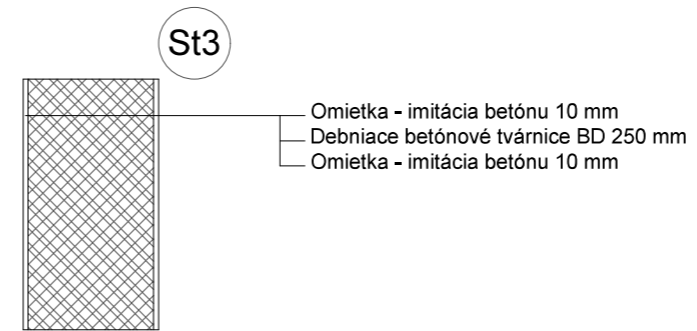 St3
Omietka - imitácia betónu 10 mm
Debniace betónové tvárnice BD 250 mm
Omietka - imitácia betónu 10 mm